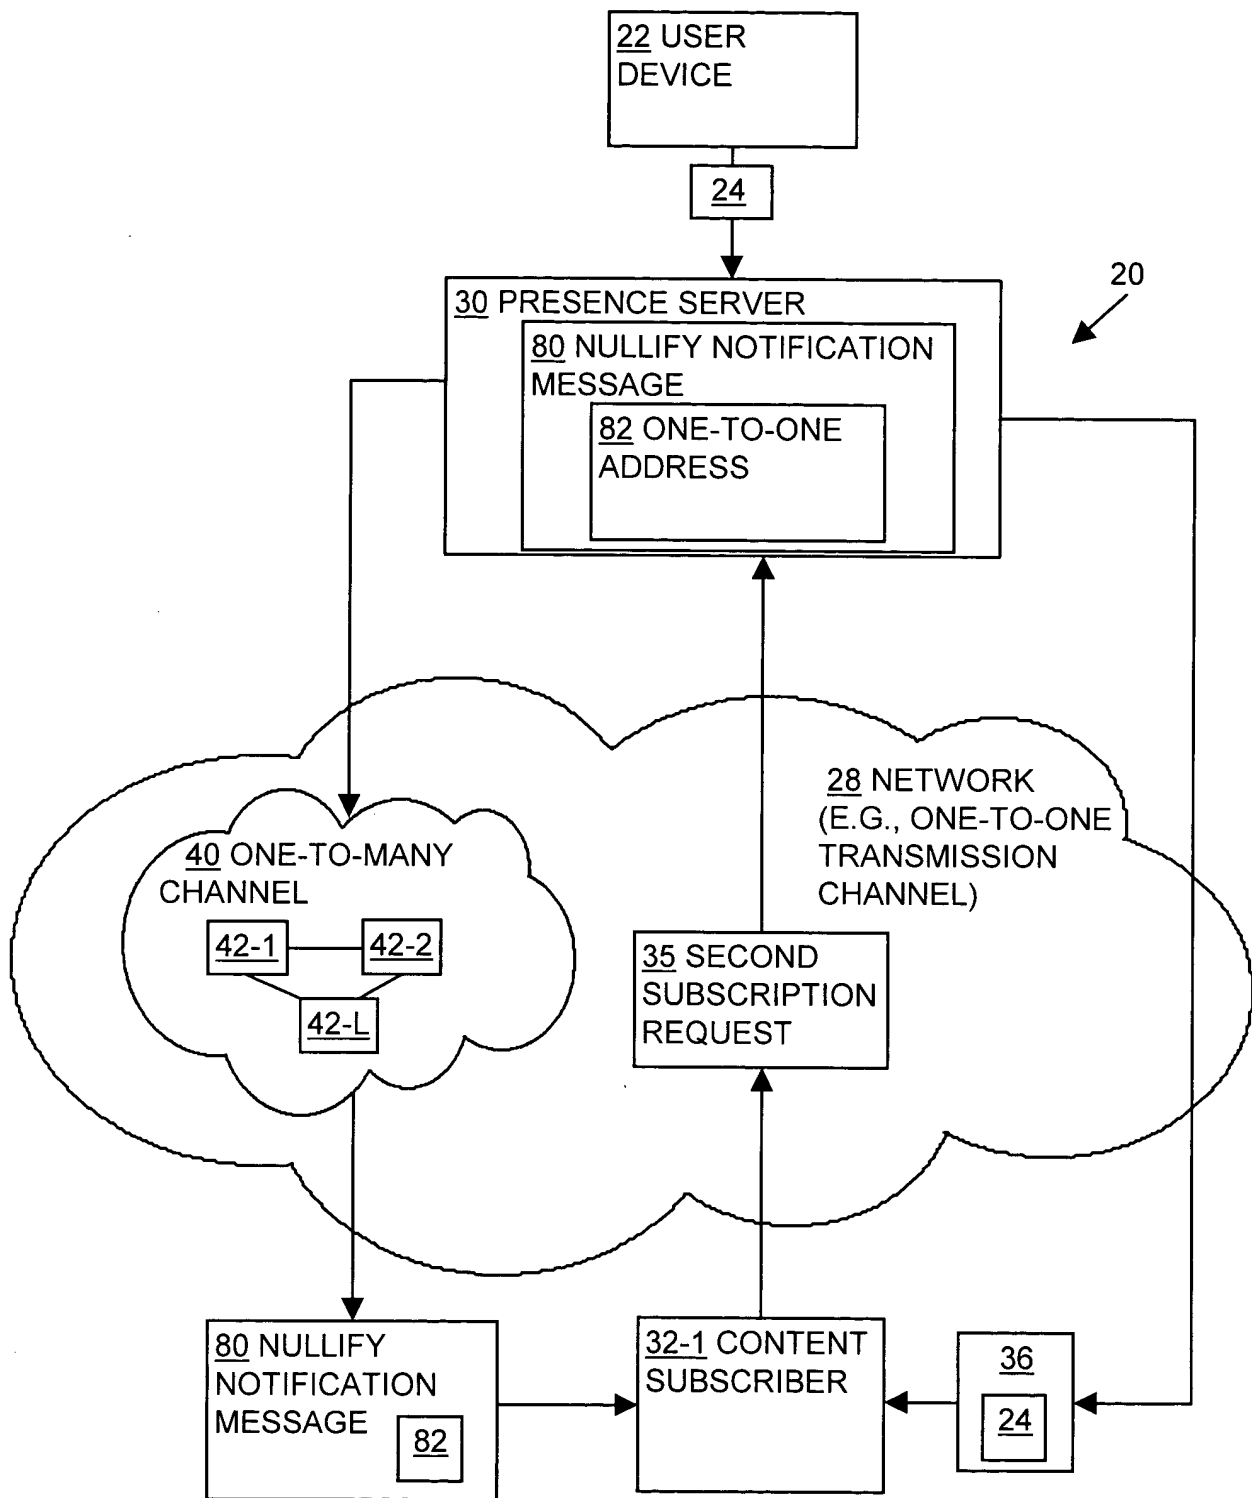 22 USER
DEVICE
24
20
30 PRESENCE SERVER
80 NULLIFY NOTIFICATION
MESSAGE
82 ONE-TO-ONE
ADDRESS
28 NETWORK
(E.G., ONE-TO-ONE
TRANSMISSION
CHANNEL)
40 ONE-TO-MANY
CHANNEL
42-1
42-2
42-L
35 SECOND
SUBSCRIPTION
REQUEST
80 NULLIFY
NOTIFICATION
MESSAGE
82
32-1 CONTENT
SUBSCRIBER
36
24